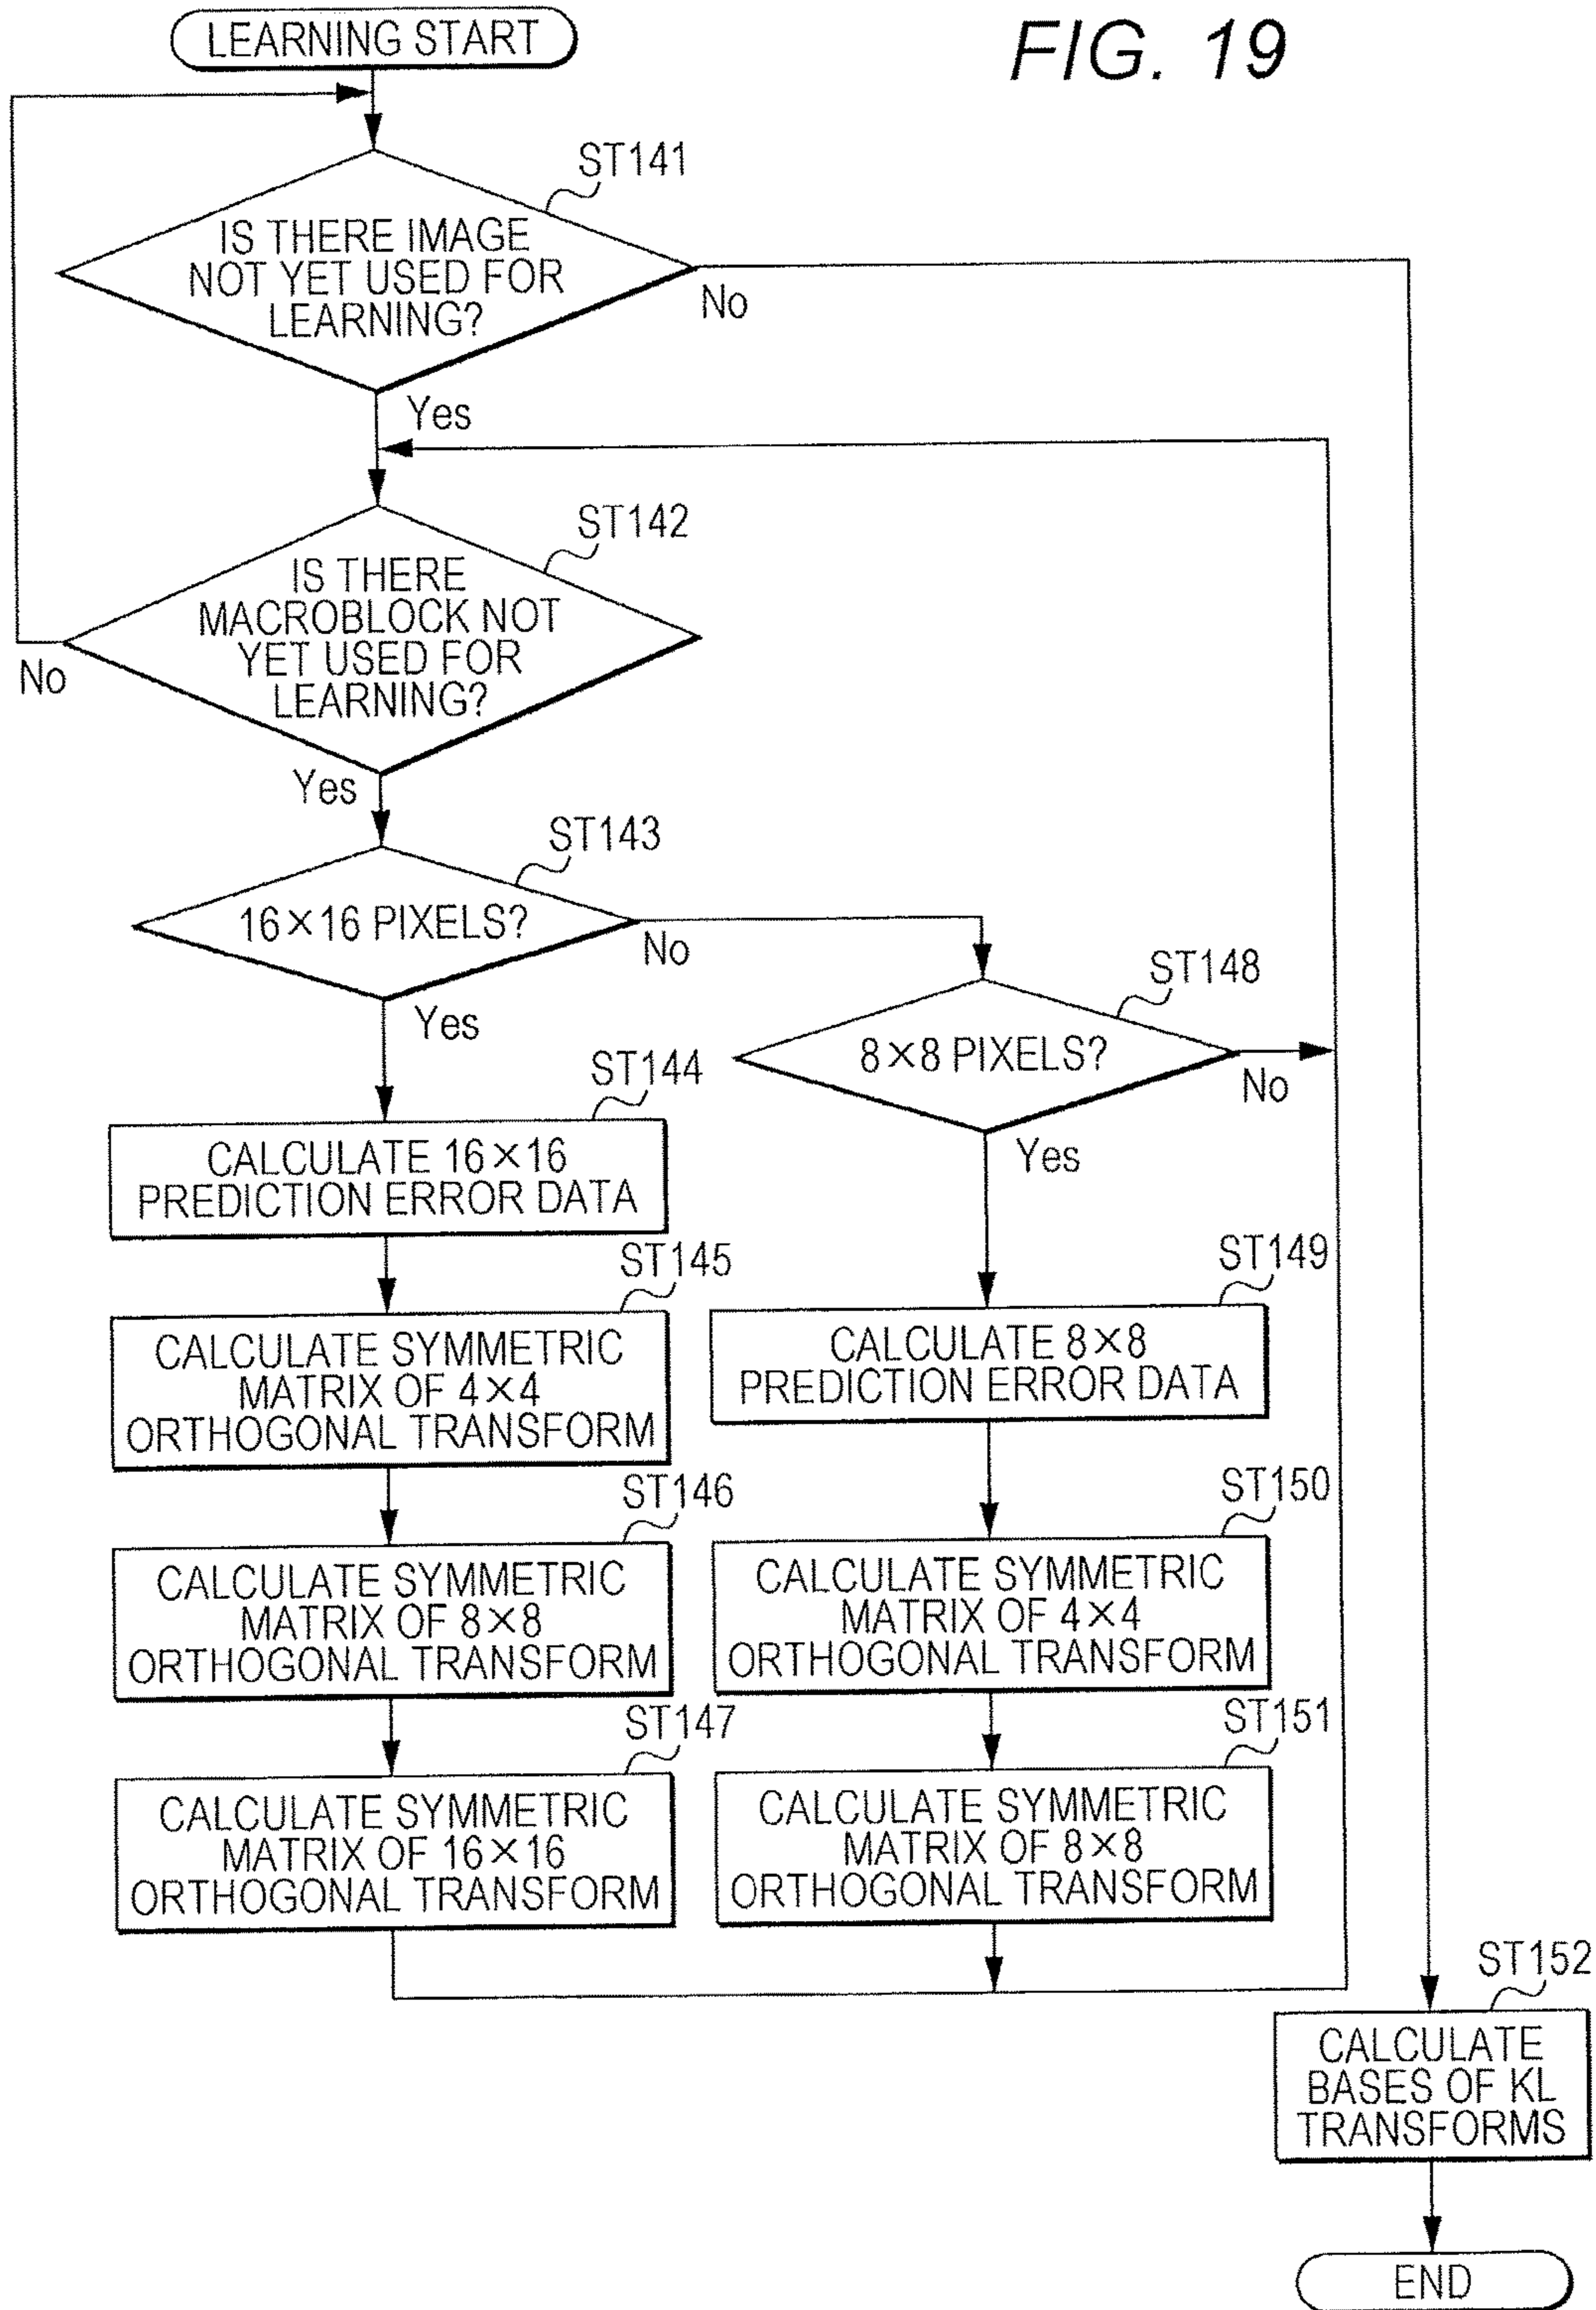 FIG. 19
LEARNING START
ST141
IS THERE IMAGE
NOT YET USED FOR
LEARNING?
No
Yes
ST142
IS THERE
MACROBLOCK NOT
YET USED FOR
LEARNING?
No
Yes
ST143
16×16 PIXELS?
No
Yes
ST144
CALCULATE 16×16
PREDICTION ERROR DATA
ST145
CALCULATE SYMMETRIC
MATRIX OF 4×4
ORTHOGONAL TRANSFORM
ST146
CALCULATE SYMMETRIC
MATRIX OF 8×8
ORTHOGONAL TRANSFORM
ST147
CALCULATE SYMMETRIC
MATRIX OF 16×16
ORTHOGONAL TRANSFORM
ST148
8×8 PIXELS?
No
Yes
ST149
CALCULATE 8×8
PREDICTION ERROR DATA
ST150
CALCULATE SYMMETRIC
MATRIX OF 4×4
ORTHOGONAL TRANSFORM
ST151
CALCULATE SYMMETRIC
MATRIX OF 8×8
ORTHOGONAL TRANSFORM
ST152
CALCULATE
BASES OF KL
TRANSFORMS
END